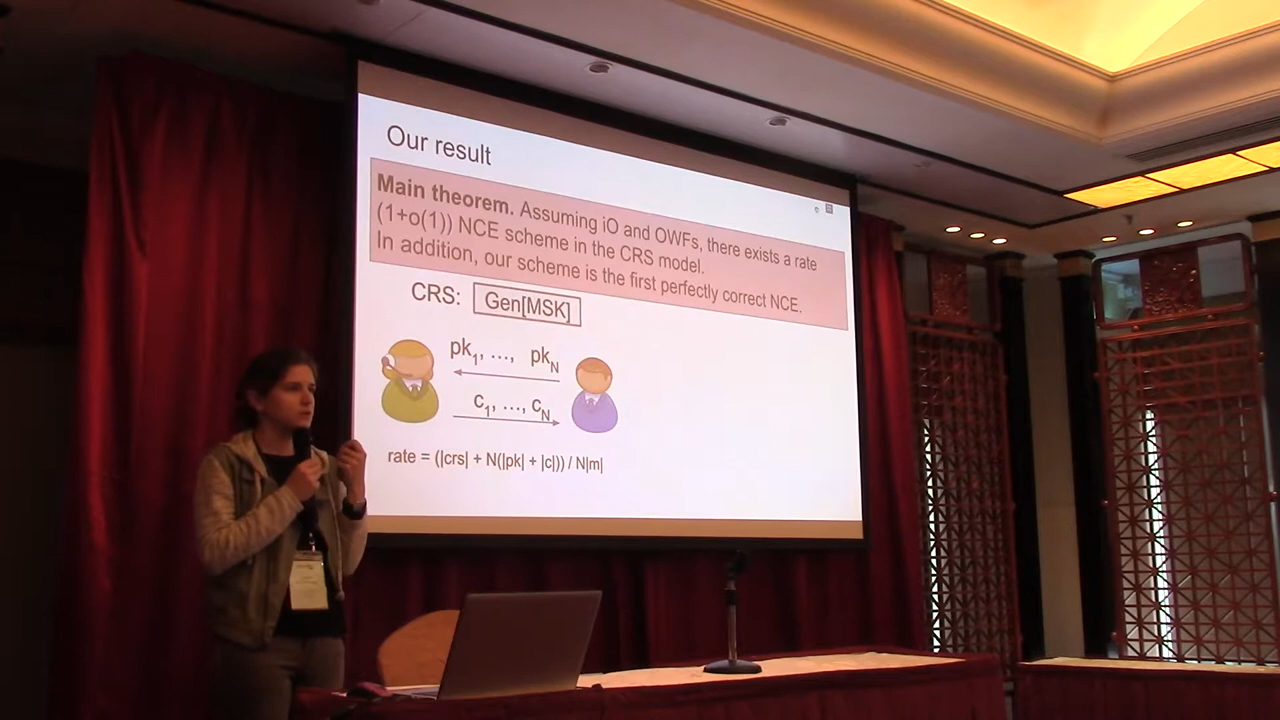 Our result
Main theorem. Assuming iO and OWFs, there exists a rate
(1+o(1)) NCE scheme in the CRS model.
In addition, our scheme is the first perfectly correct NCE.
CRS: Gen[MSK]
pk1, …, pkN
c1, …, cN
rate = (|crs| + N(|pk| + |c|)) / N|m|